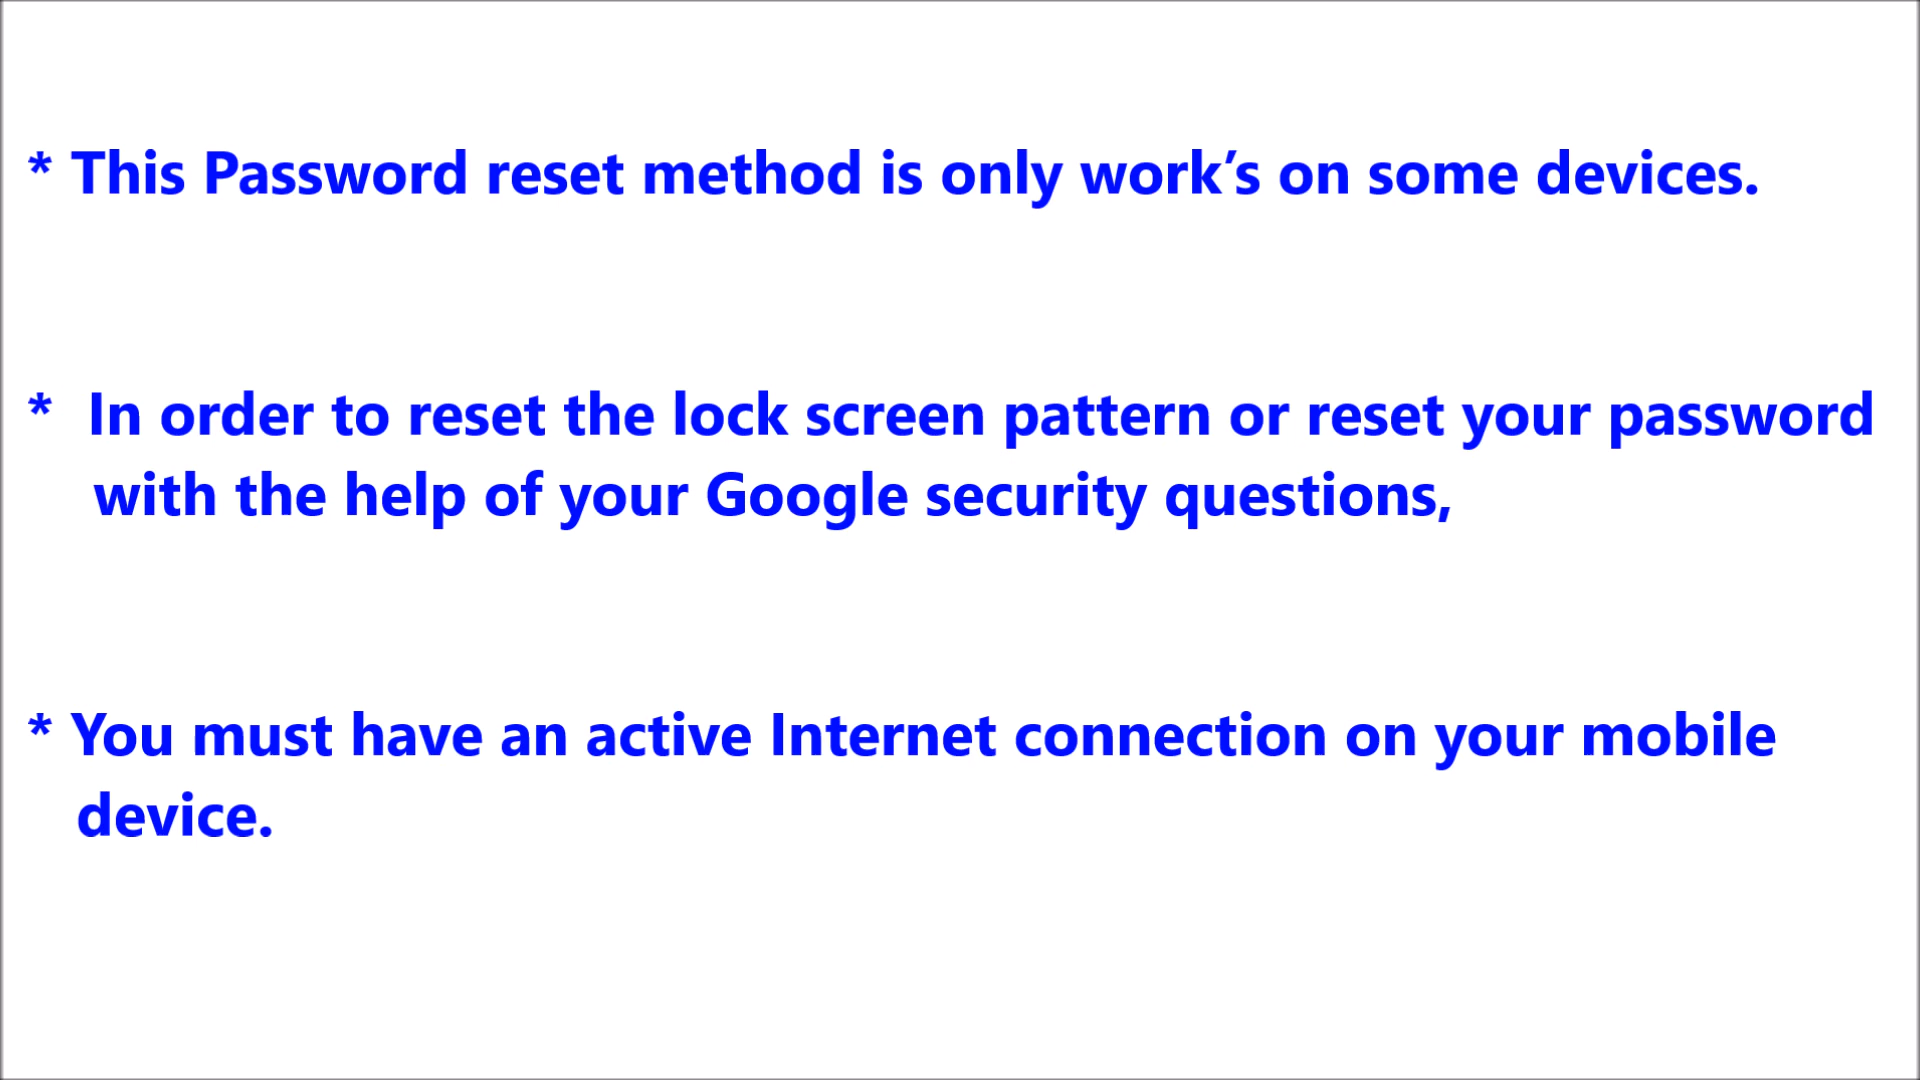 * This Password reset method is only work’s on some devices.
* In order to reset the lock screen pattern or reset your password
with the help of your Google security questions,
* You must have an active Internet connection on your mobile
device.